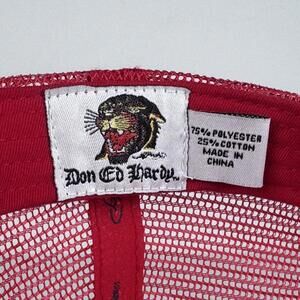 Don Ed Hardy
75% POLYESTER
25% COTTON
MADE IN
CHINA